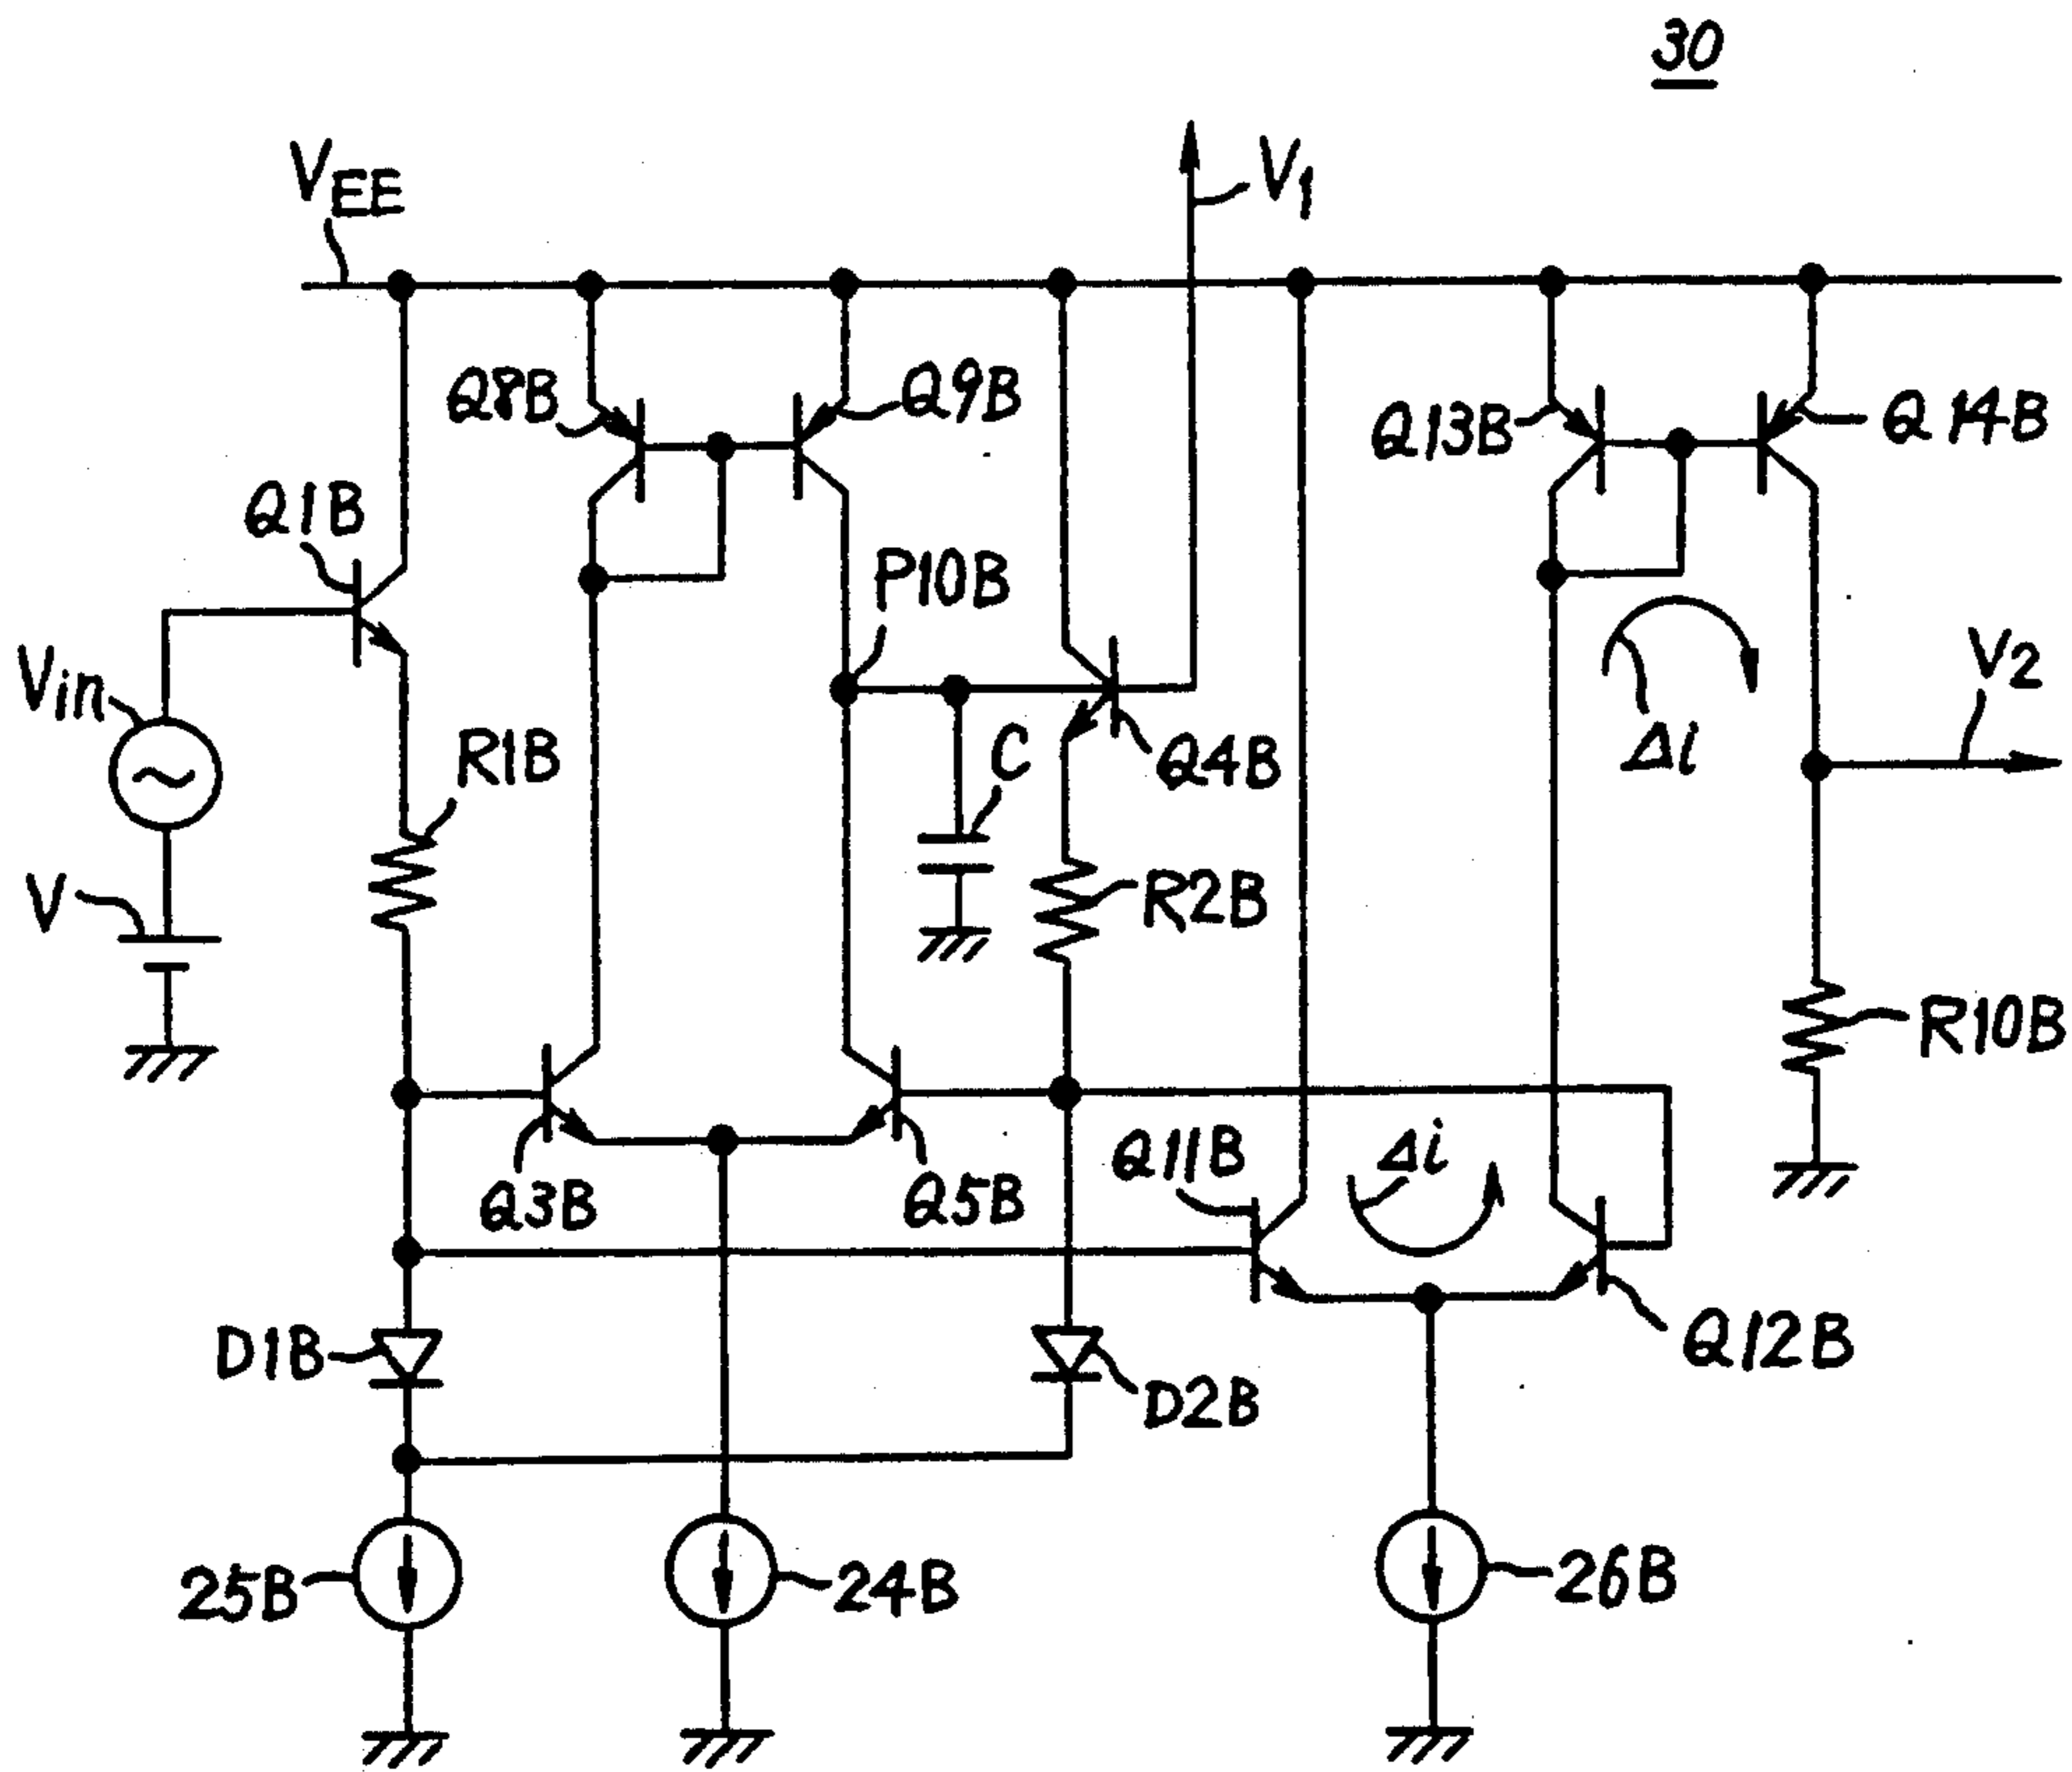 30
VEE
V1
Q8B
Q9B
Q13B
Q14B
Q1B
P10B
Vin
V2
R1B
C
Q4B
Δi
V
R2B
R10B
Q11B
Δi
Q3B
Q5B
D1B
Q12B
D2B
25B
24B
26B